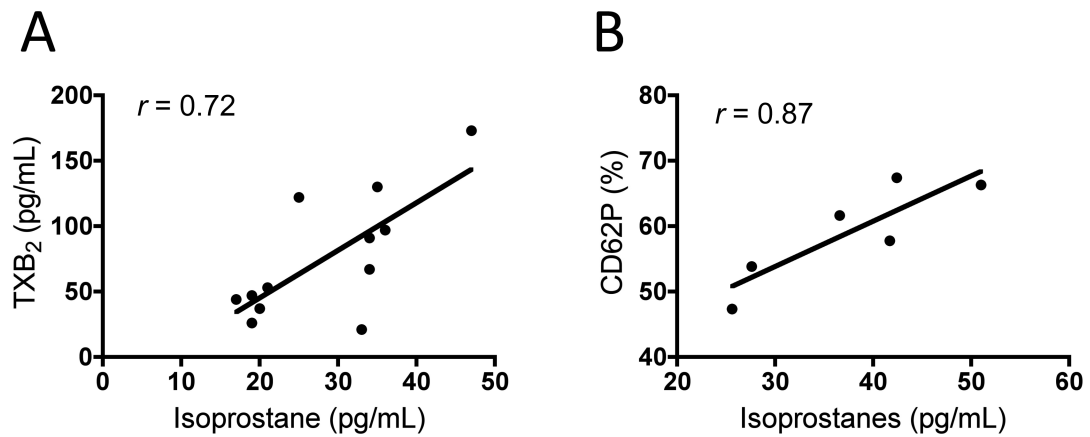 A
r = 0.72
TXB₂ (pg/mL)
200
150
100
50
0
0 10 20 30 40 50
Isoprostane (pg/mL)
B
r = 0.87
CD62P (%)
80
70
60
50
40
20 30 40 50 60
Isoprostanes (pg/mL)